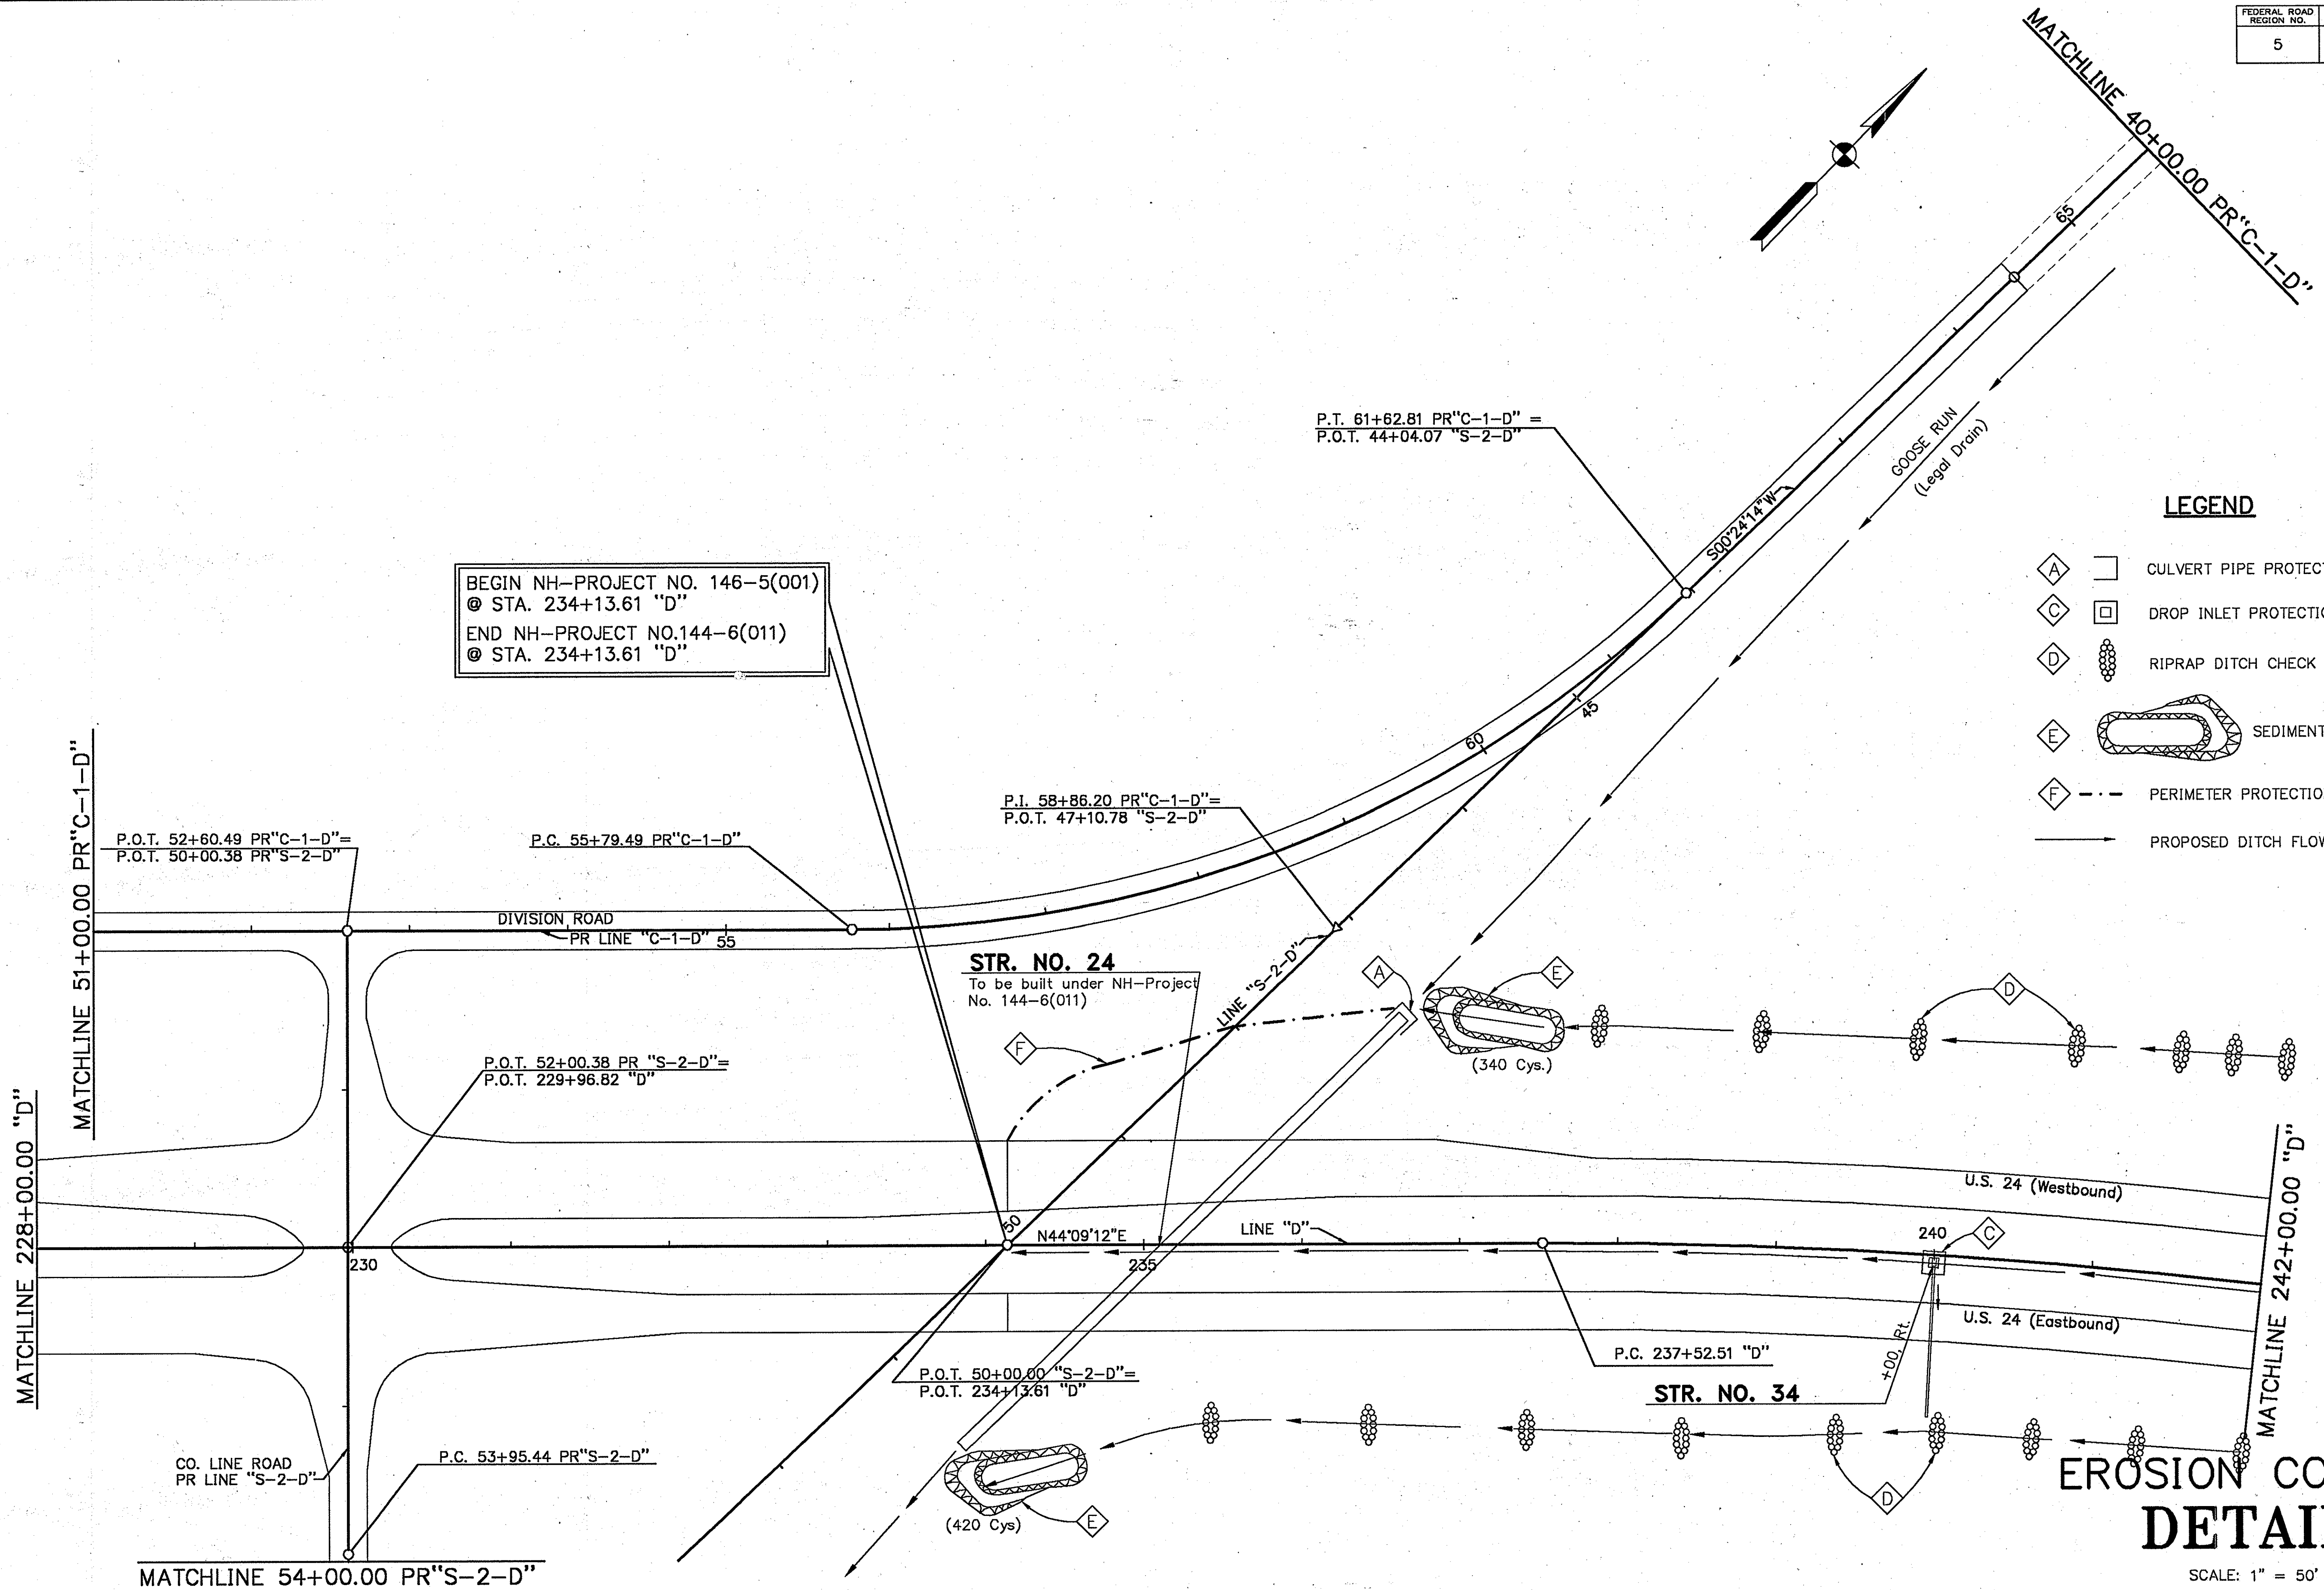 FEDERAL ROAD
REGION NO.
5
MATCHLINE 40+00.00 PR"C-1-D"
65
GOOSE RUN
(Legal Drain)
P.T. 61+62.81 PR"C-1-D" =
P.O.T. 44+04.07 "S-2-D"
S00°24'14"W
LEGEND
A
CULVERT PIPE PROTEC
C
DROP INLET PROTECTI
D
RIPRAP DITCH CHECK
E
SEDIMENT
F
PERIMETER PROTECTIO
PROPOSED DITCH FLOW
BEGIN NH-PROJECT NO. 146-5(001)
@ STA. 234+13.61 "D"
END NH-PROJECT NO.144-6(011)
@ STA. 234+13.61 "D"
45
60
P.I. 58+86.20 PR"C-1-D"=
P.O.T. 47+10.78 "S-2-D"
MATCHLINE 51+00.00 PR"C-1-D"
P.O.T. 52+60.49 PR"C-1-D"=
P.O.T. 50+00.38 PR"S-2-D"
P.C. 55+79.49 PR"C-1-D"
DIVISION ROAD
PR LINE "C-1-D"
55
STR. NO. 24
To be built under NH-Project
No. 144-6(011)
LINE "S-2-D"
A
E
D
F
(340 Cys.)
P.O.T. 52+00.38 PR "S-2-D"=
P.O.T. 229+96.82 "D"
MATCHLINE 228+00.00 "D"
U.S. 24 (Westbound)
50
N44°09'12"E
LINE "D"
240
C
230
235
MATCHLINE 242+00.00 "D"
U.S. 24 (Eastbound)
+00, Rt.
P.C. 237+52.51 "D"
P.O.T. 50+00.00 "S-2-D"=
P.O.T. 234+13.61 "D"
STR. NO. 34
CO. LINE ROAD
PR LINE "S-2-D"
P.C. 53+95.44 PR"S-2-D"
(420 Cys)
E
D
EROSION CO
DETAI
SCALE: 1" = 50'
MATCHLINE 54+00.00 PR"S-2-D"